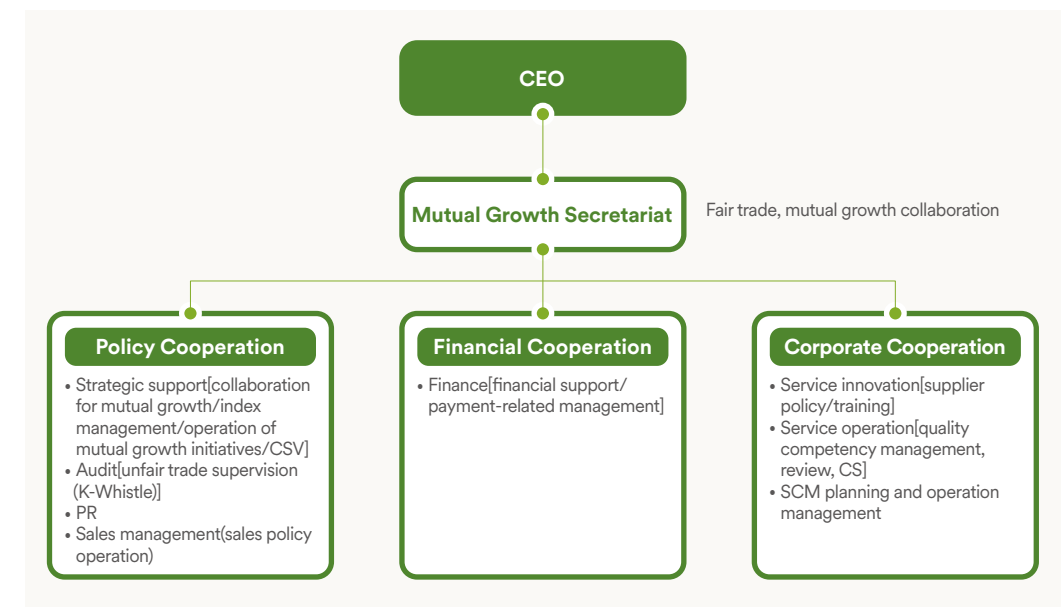 CEO
Mutual Growth Secretariat
Fair trade, mutual growth collaboration
Policy Cooperation
• Strategic support[collaboration
for mutual growth/index
management/operation of
mutual growth initiatives/CSV]
• Audit[unfair trade supervision
(K-Whistle)]
• PR
• Sales management(sales policy
operation)
Financial Cooperation
• Finance[financial support/
payment-related management]
Corporate Cooperation
• Service innovation[supplier
policy/training]
• Service operation[quality
competency management,
review, CS]
• SCM planning and operation
management